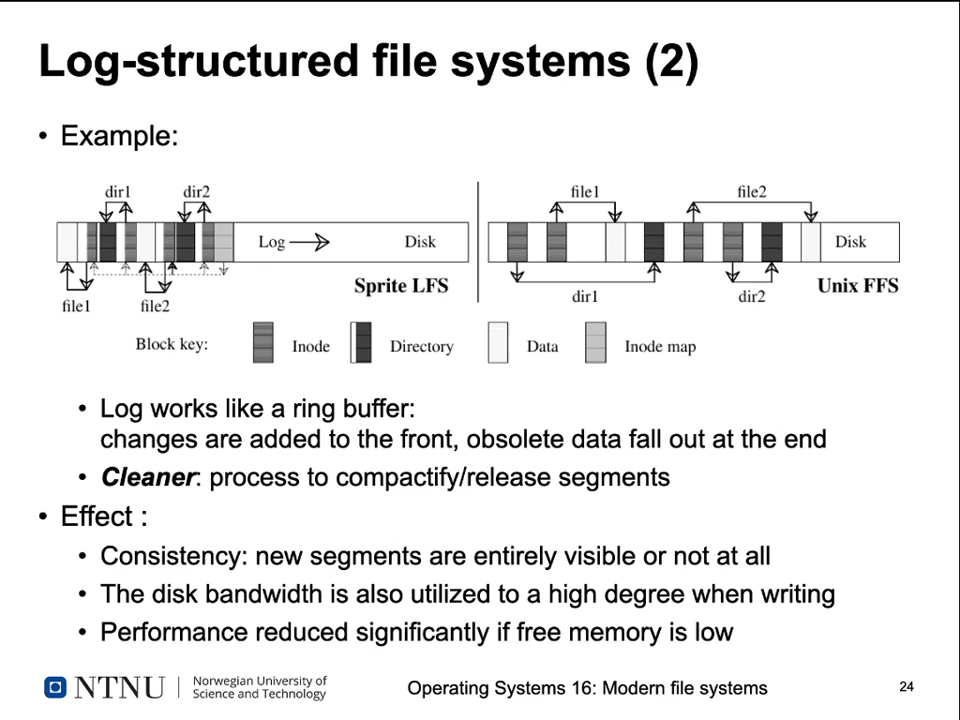 Log-structured file systems (2)
• Example:
dir1
dir2
file1
file2
Log
Disk
Disk
Sprite LFS
Unix FFS
file1
file2
dir1
dir2
Block key:
Inode
Directory
Data
Inode map
• Log works like a ring buffer:
changes are added to the front, obsolete data fall out at the end
• Cleaner: process to compactify/release segments
• Effect :
• Consistency: new segments are entirely visible or not at all
• The disk bandwidth is also utilized to a high degree when writing
• Performance reduced significantly if free memory is low
NTNU
Norwegian University of
Science and Technology
Operating Systems 16: Modern file systems
24